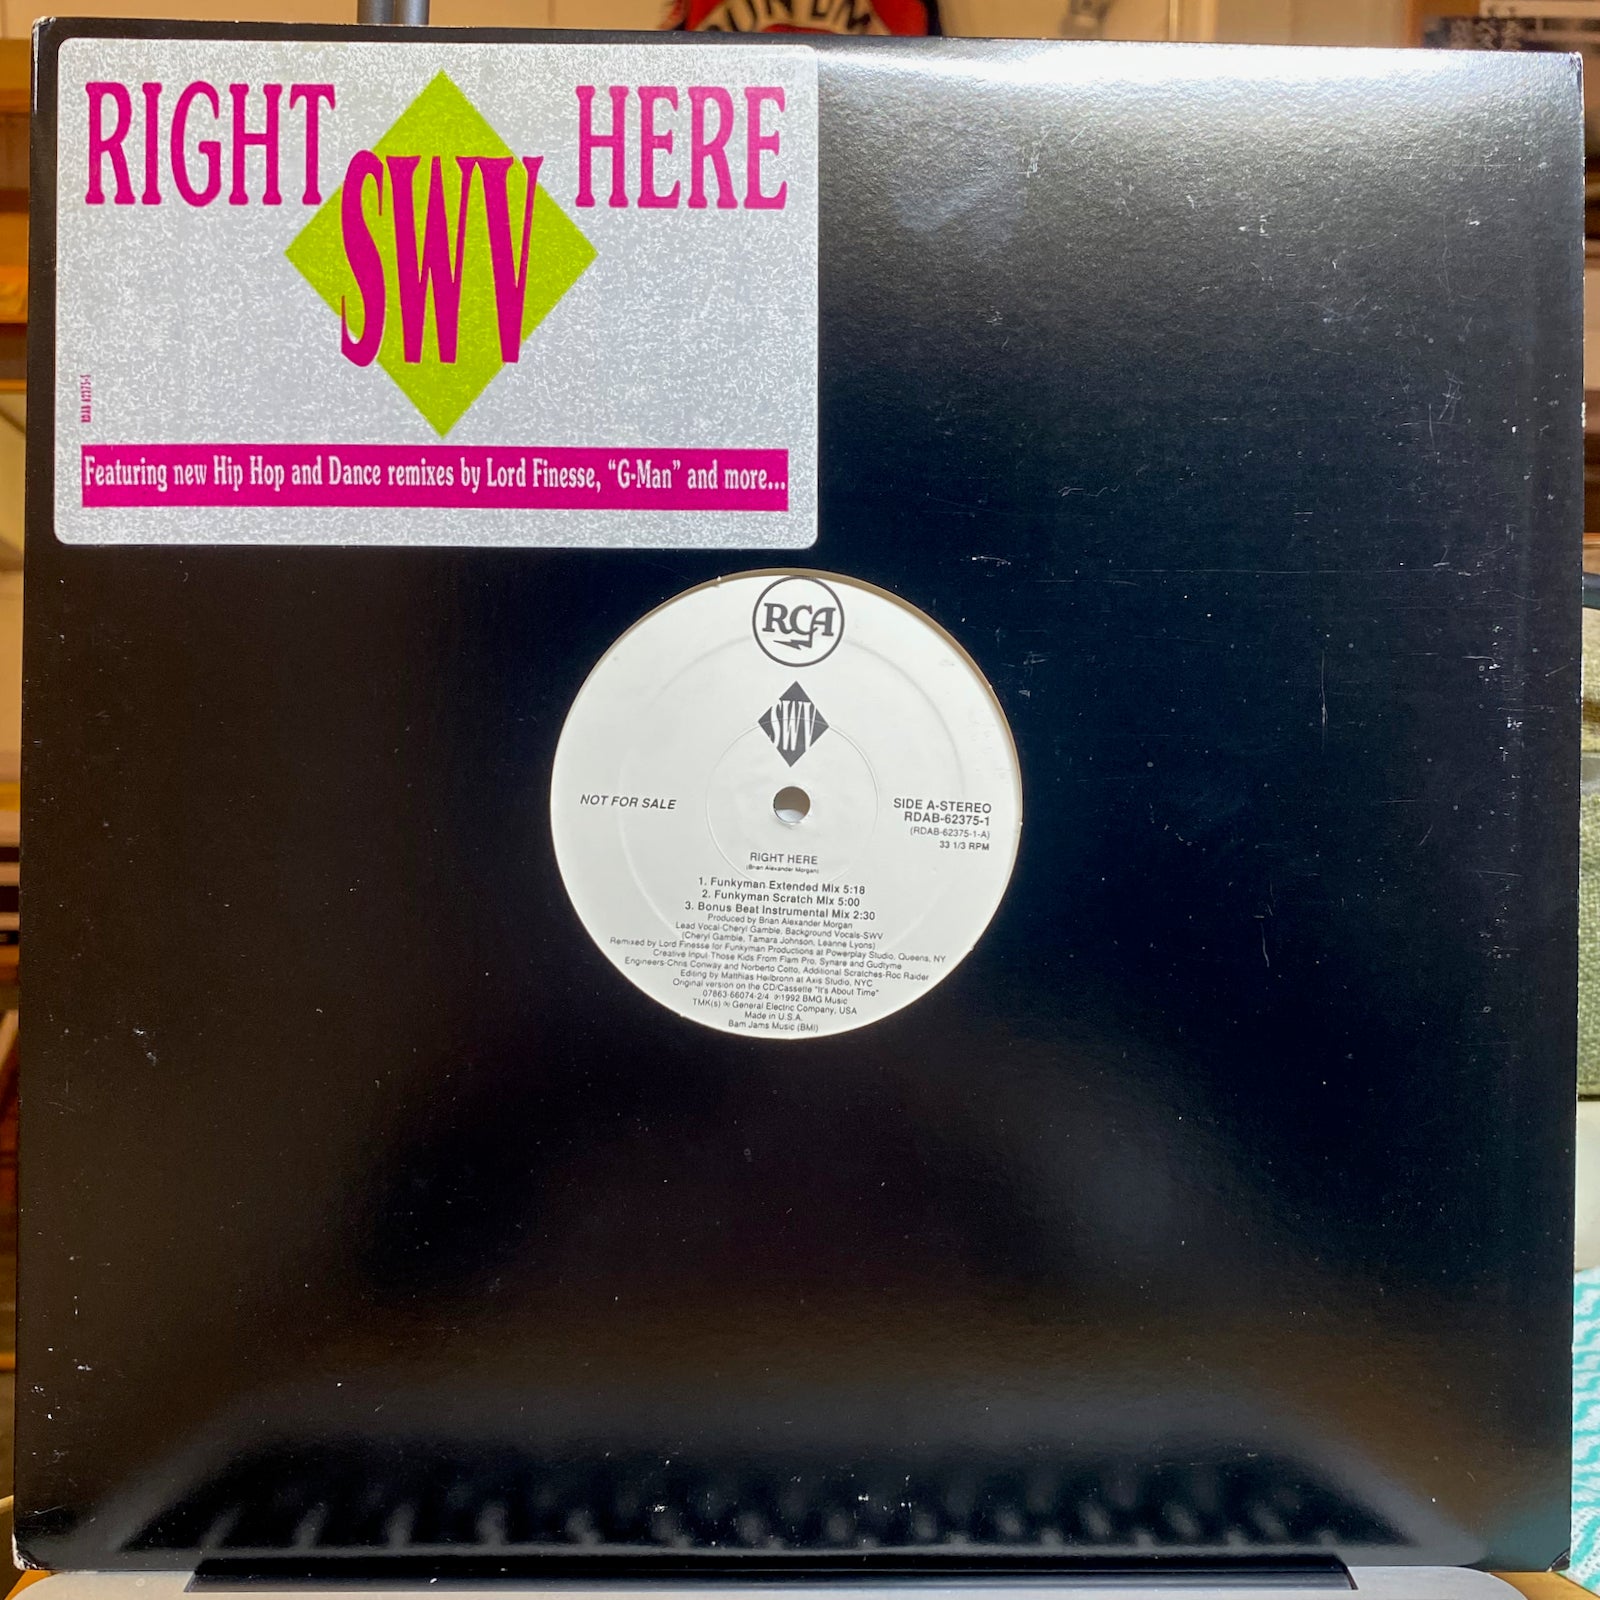 RUN DM
RIGHT SWV HERE
RDAB 62375-1
Featuring new Hip Hop and Dance remixes by Lord Finesse, “G-Man” and more...
RCA
SWV
NOT FOR SALE
SIDE A-STEREO
RDAB-62375-1
(RDAB-62375-1-A)
33 1/3 RPM
RIGHT HERE
(Brian Alexander Morgan)
1. Funkyman Extended Mix 5:18
2. Funkyman Scratch Mix 5:00
3. Bonus Beat Instrumental Mix 2:30
Produced by Brian Alexander Morgan
Lead Vocal-Cheryl Gamble, Background Vocals-SWV
(Cheryl Gamble, Tamara Johnson, Leanne Lyons)
Remixed by Lord Finesse for Funkyman Productions at Powerplay Studio, Queens, NY
Creative Input-Those Kids From Flam Pro, Synare and Gudtyme
Engineers-Chris Conway and Norberto Cotto, Additional Scratches-Roc Raider
Editing by Matthias Heilbronn at Axis Studio, NYC
Original version on the CD/Cassette "It's About Time"
07863-66074-2/4 ℗1992 BMG Music
TMK(s) ® General Electric Company, USA
Made in U.S.A.
Bam Jams Music (BMI)